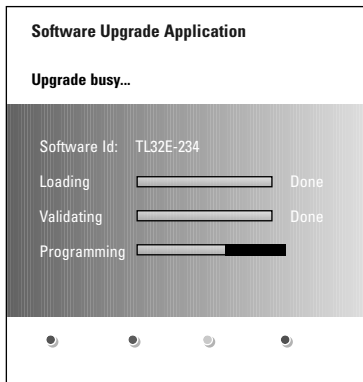 Software Upgrade Application
Upgrade busy...
Software Id: TL32E-234
Loading Done
Validating Done
Programming